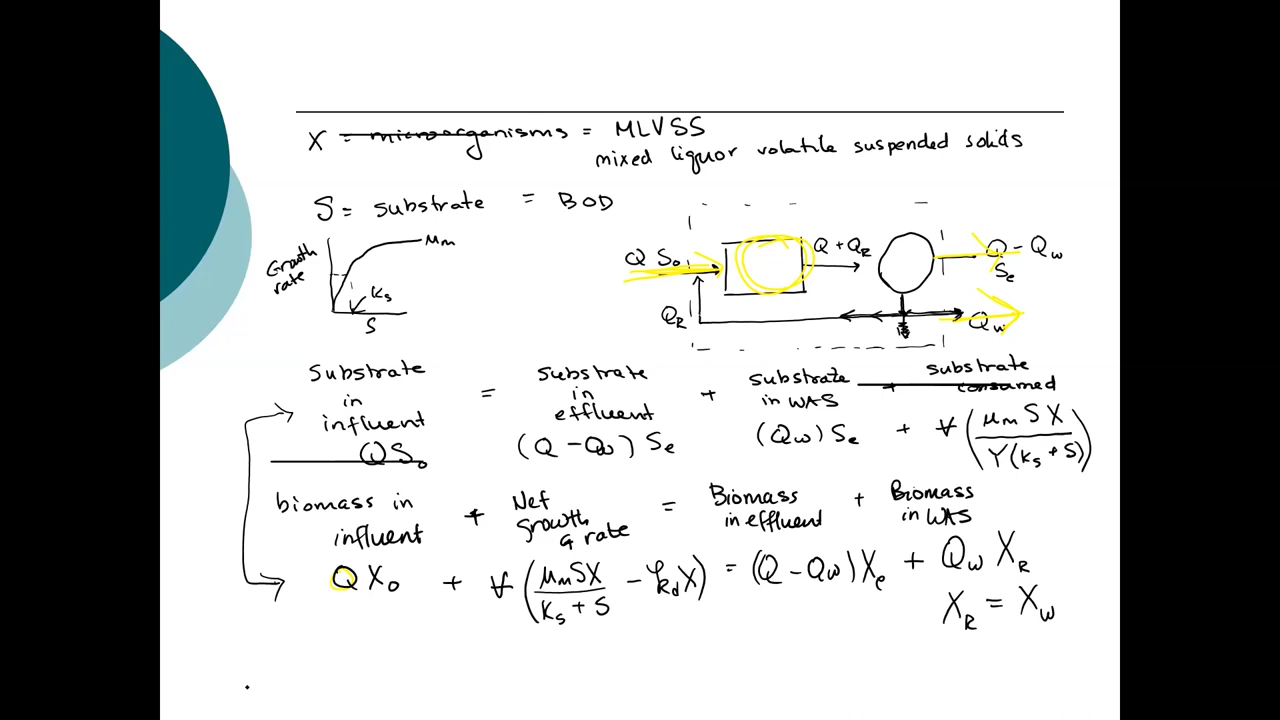 X = microorganisms = MLVSS
mixed liquor volatile suspended solids
S = substrate = BOD
Growth rate
μm
Ks
S
Q S₀
Q + QR
Q - Qw
Se
QR
Qw
substrate in influent = substrate in effluent + substrate in WAS + substrate consumed
QS₀ (Q - Qw) Se (Qw) Se + ∀ (μm S X / Y(ks + S))
biomass in influent + Net growth rate = Biomass in effluent + Biomass in WAS
Q X₀ + ∀ (μm S X / Ks + S - kd X) = (Q - Qw) Xe + Qw XR
XR = Xw